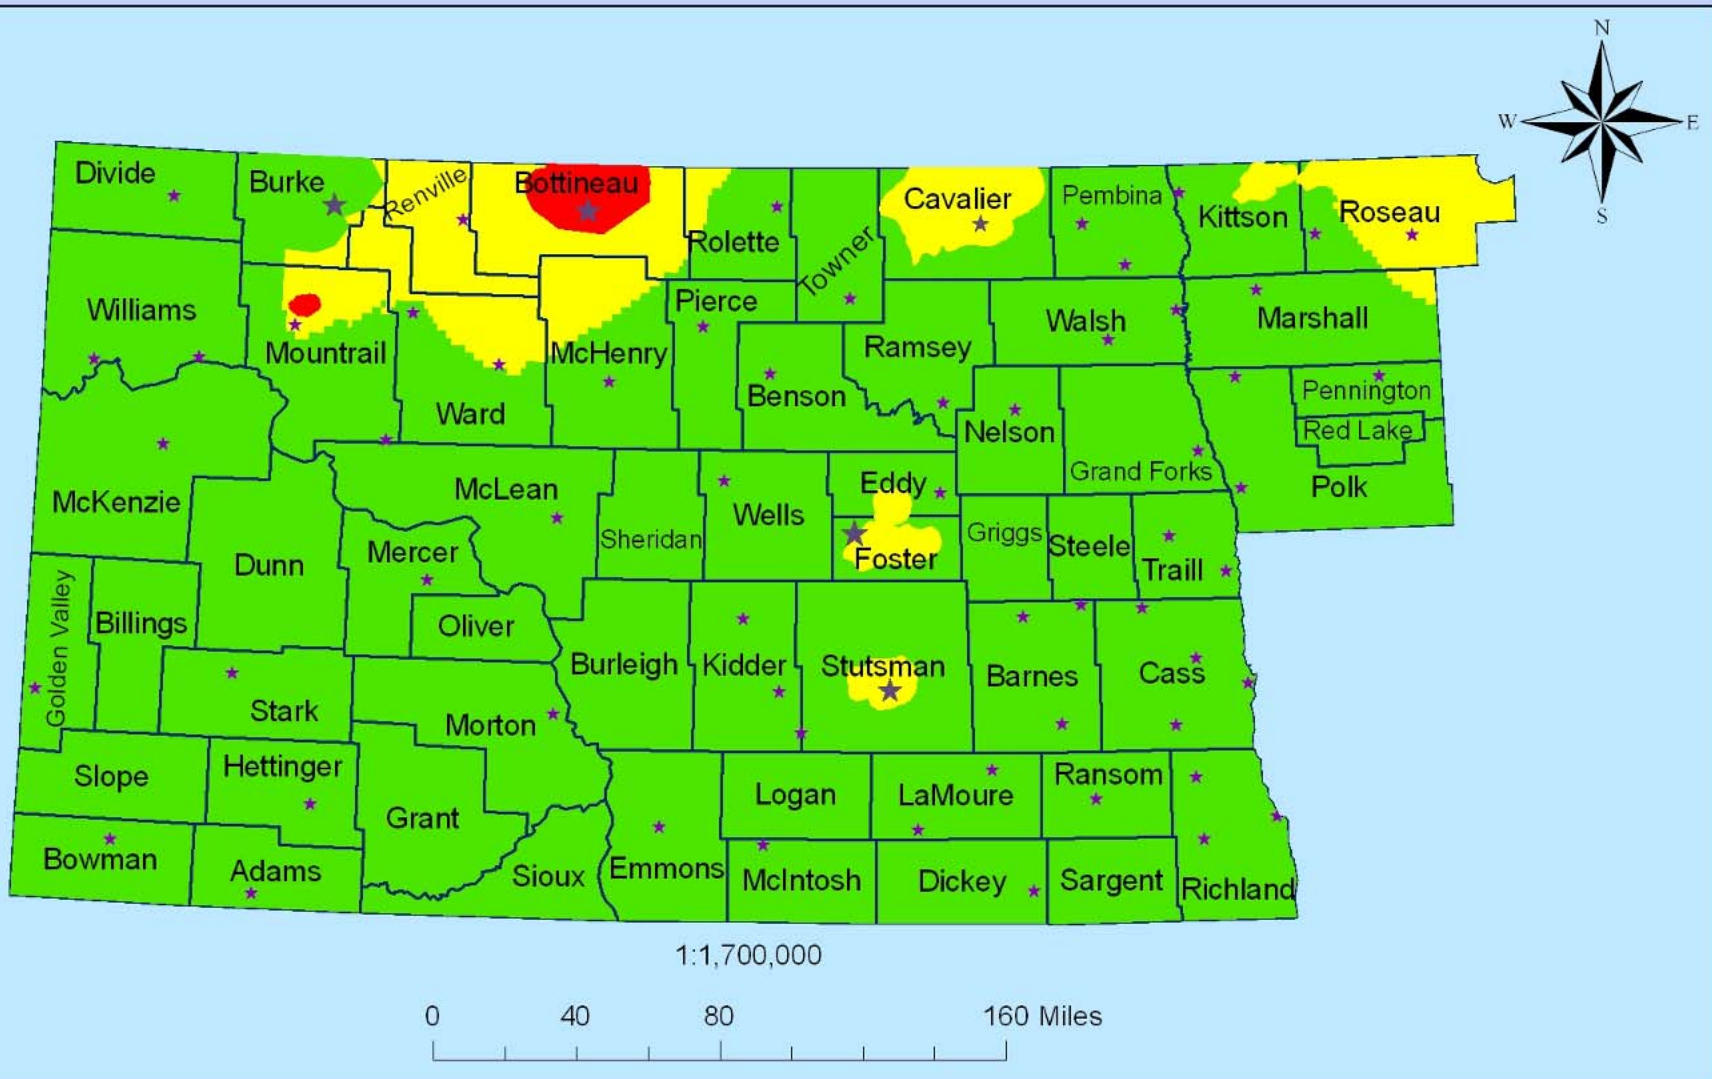 N
W E
S
Divide
Burke
Renville
Bottineau
Rolette
Towner
Cavalier
Pembina
Kittson
Roseau
Williams
Mountrail
Ward
McHenry
Pierce
Benson
Ramsey
Walsh
Marshall
Nelson
Grand Forks
Pennington
Red Lake
Polk
McKenzie
Dunn
McLean
Mercer
Oliver
Sheridan
Wells
Eddy
Foster
Griggs
Steele
Traill
Golden Valley
Billings
Stark
Morton
Burleigh
Kidder
Stutsman
Barnes
Cass
Slope
Hettinger
Grant
Bowman
Adams
Sioux
Emmons
Logan
LaMoure
Ransom
McIntosh
Dickey
Sargent
Richland
1:1,700,000
0 40 80 160 Miles